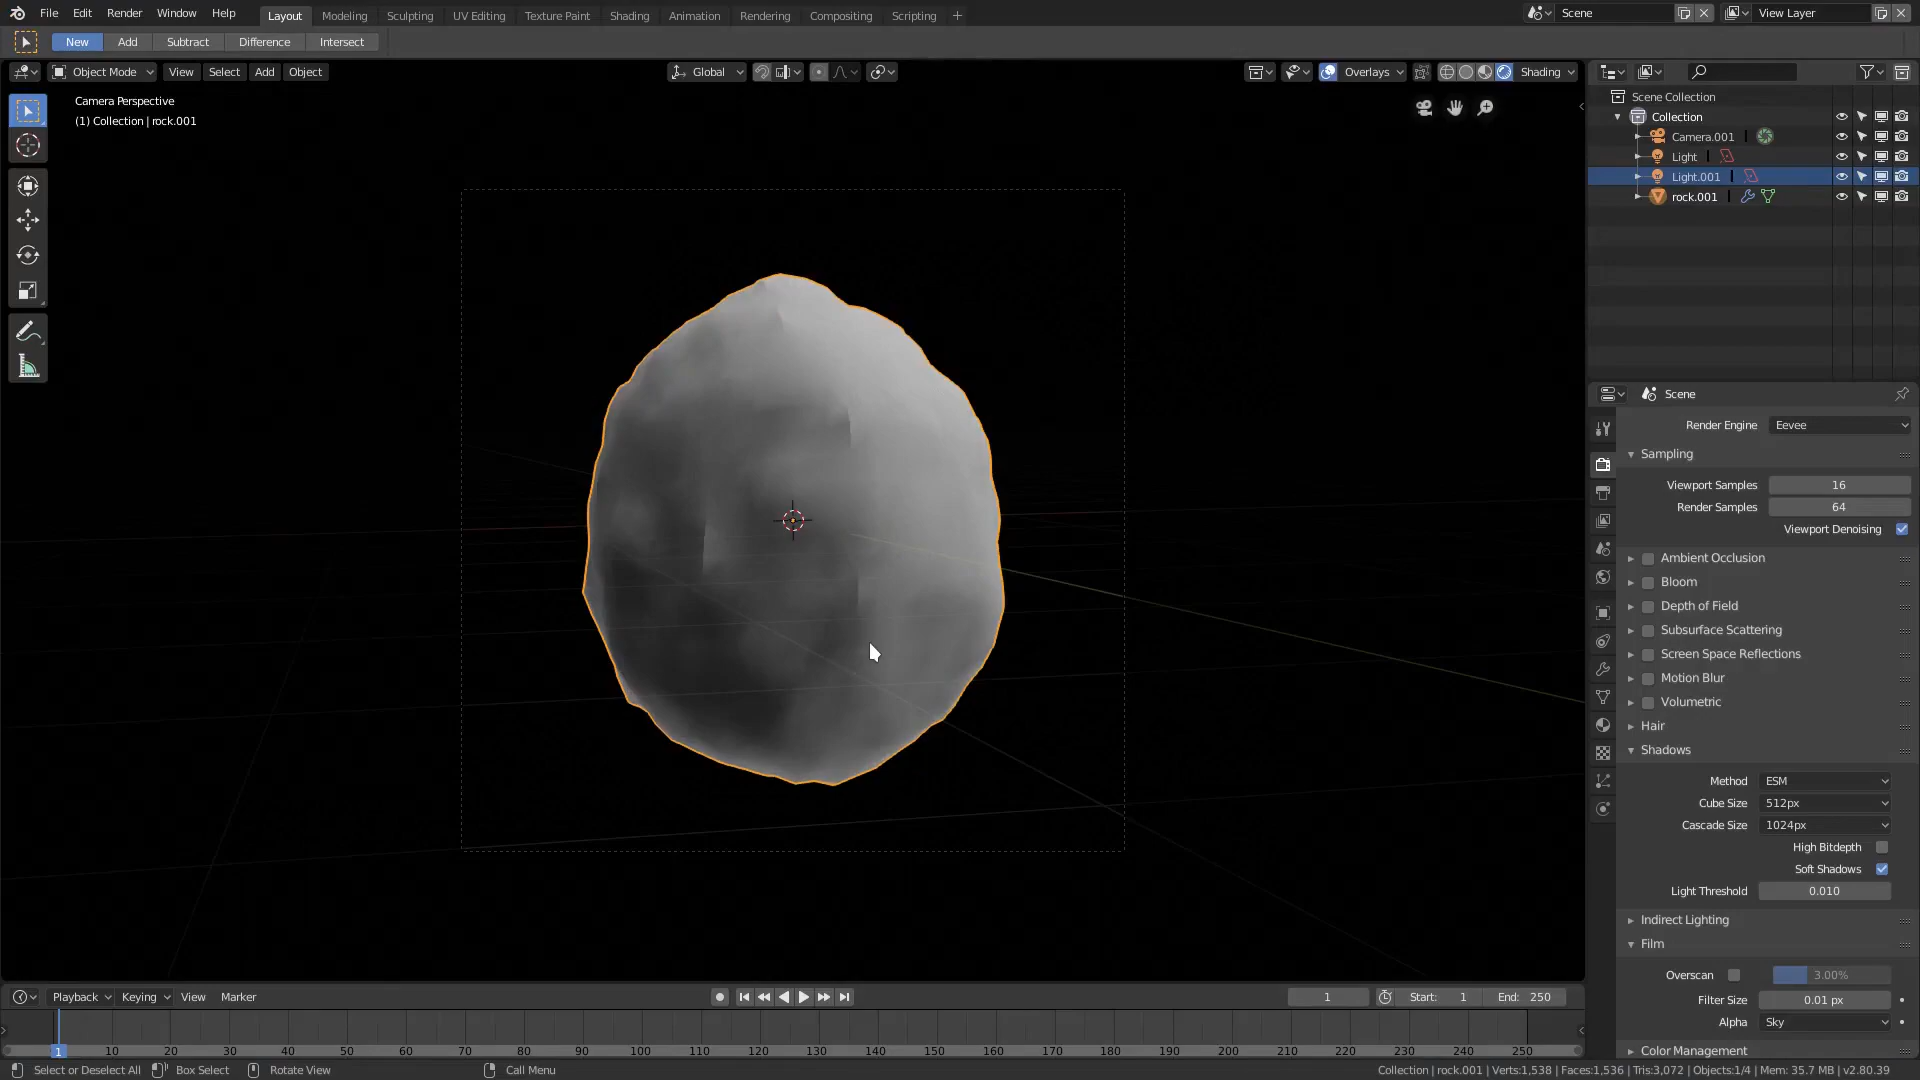 File Edit Render Window Help Layout Modeling Sculpting UV Editing Texture Paint Shading Animation Rendering Compositing Scripting + Scene View Layer
New Add Subtract Difference Intersect
Object Mode View Select Add Object Global Overlays Shading
Camera Perspective
(1) Collection | rock.001
Scene Collection
Collection
Camera.001
Light
Light.001
rock.001
Scene
Render Engine Eevee
Sampling
Viewport Samples 16
Render Samples 64
Viewport Denoising
Ambient Occlusion
Bloom
Depth of Field
Subsurface Scattering
Screen Space Reflections
Motion Blur
Volumetric
Hair
Shadows
Method ESM
Cube Size 512px
Cascade Size 1024px
High Bitdepth
Soft Shadows
Light Threshold 0.010
Indirect Lighting
Film
Overscan 3.00%
Filter Size 0.01 px
Alpha Sky
Color Management
Playback Keying View Marker 1 Start: 1 End: 250
1 10 20 30 40 50 60 70 80 90 100 110 120 130 140 150 160 170 180 190 200 210 220 230 240 250
Select or Deselect All Box Select Rotate View Call Menu Collection | rock.001 | Verts:1,538 | Faces:1,536 | Tris:3,072 | Objects:1/4 | Mem: 35.7 MB | v2.80.39